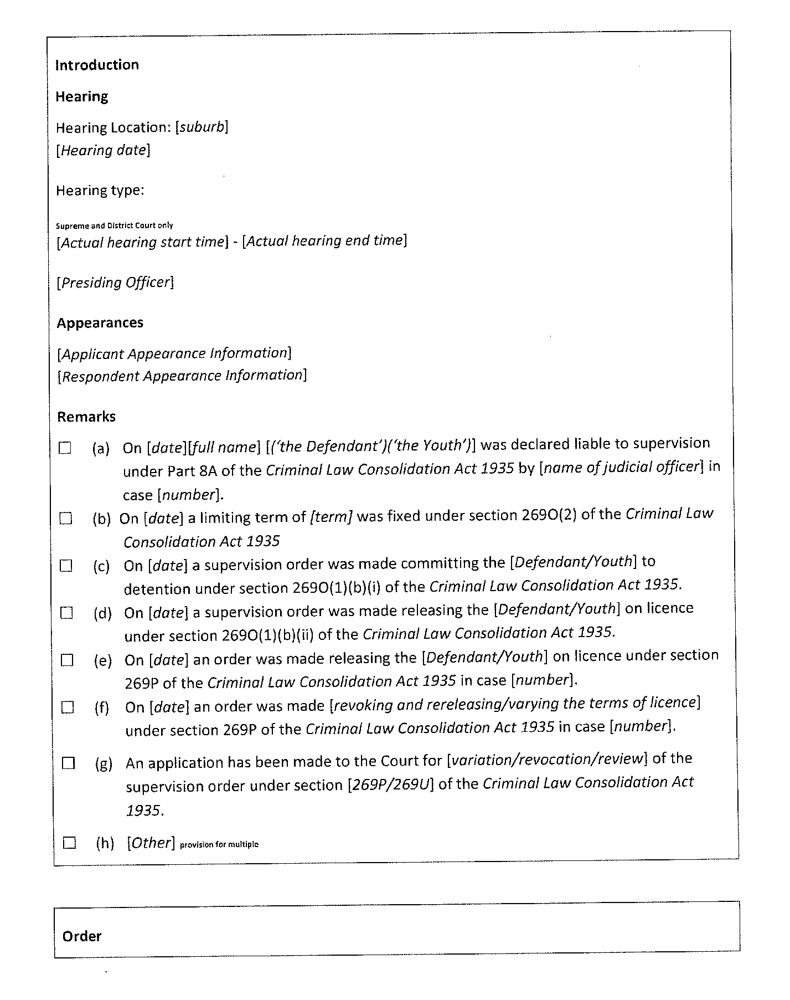 Introduction
Hearing
Hearing Location: [suburb]
[Hearing date]
Hearing type:
Supreme and District Court only
[Actual hearing start time] - [Actual hearing end time]
[Presiding Officer]
Appearances
[Applicant Appearance Information]
[Respondent Appearance Information]
Remarks
☐ (a) On [date][full name] [('the Defendant')('the Youth')] was declared liable to supervision
under Part 8A of the Criminal Law Consolidation Act 1935 by [name of judicial officer] in
case [number].
☐ (b) On [date] a limiting term of [term] was fixed under section 269O(2) of the Criminal Law
Consolidation Act 1935
☐ (c) On [date] a supervision order was made committing the [Defendant/Youth] to
detention under section 269O(1)(b)(i) of the Criminal Law Consolidation Act 1935.
☐ (d) On [date] a supervision order was made releasing the [Defendant/Youth] on licence
under section 269O(1)(b)(ii) of the Criminal Law Consolidation Act 1935.
☐ (e) On [date] an order was made releasing the [Defendant/Youth] on licence under section
269P of the Criminal Law Consolidation Act 1935 in case [number].
☐ (f) On [date] an order was made [revoking and rereleasing/varying the terms of licence]
under section 269P of the Criminal Law Consolidation Act 1935 in case [number].
☐ (g) An application has been made to the Court for [variation/revocation/review] of the
supervision order under section [269P/269U] of the Criminal Law Consolidation Act
1935.
☐ (h) [Other] provision for multiple
Order